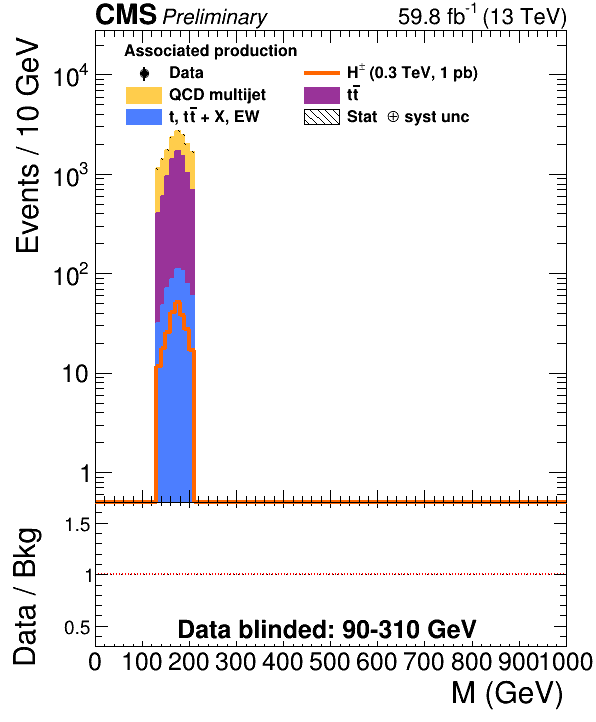 CMS Preliminary 59.8 fb⁻¹ (13 TeV)
Associated production
Data
H± (0.3 TeV, 1 pb)
QCD multijet
tt̄
t, tt̄ + X, EW
Stat ⊕ syst unc
Events / 10 GeV
10⁴
10³
10²
10
1
Data / Bkg
1.5
1
0.5
Data blinded: 90-310 GeV
0 100 200 300 400 500 600 700 800 900 1000
M (GeV)